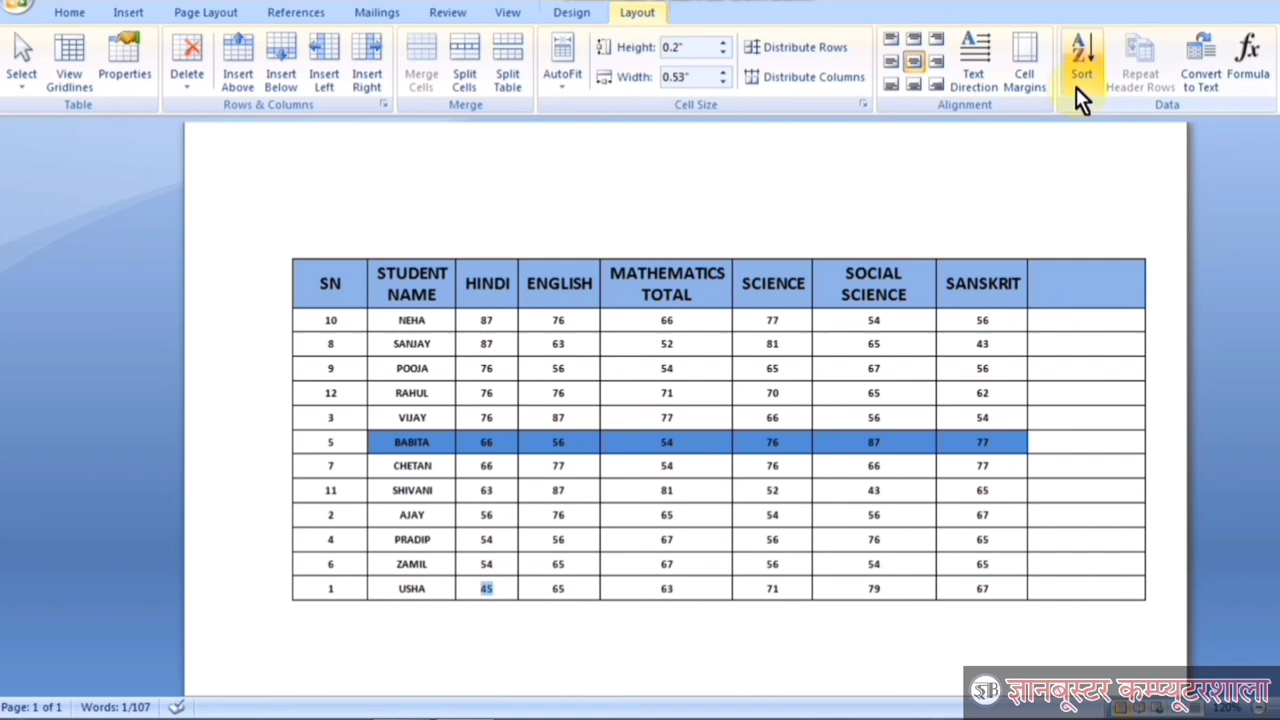 Home Insert Page Layout References Mailings Review View Design Layout
Select
View Gridlines
Properties
Table
Delete
Insert Above
Insert Below
Insert Left
Insert Right
Rows & Columns
Merge Cells
Split Cells
Split Table
Merge
AutoFit
Height: 0.2"
Width: 0.53"
Distribute Rows
Distribute Columns
Cell Size
Text Direction
Cell Margins
Alignment
A Z
Sort
Repeat Header Rows
Convert to Text
fx
Formula
Data
SN STUDENT NAME HINDI ENGLISH MATHEMATICS TOTAL SCIENCE SOCIAL SCIENCE SANSKRIT
10 NEHA 87 76 66 77 54 56
8 SANJAY 87 63 52 81 65 43
9 POOJA 76 56 54 65 67 56
12 RAHUL 76 76 71 70 65 62
3 VIJAY 76 87 77 66 56 54
5 BABITA 66 56 54 76 87 77
7 CHETAN 66 77 54 76 66 77
11 SHIVANI 63 87 81 52 43 65
2 AJAY 56 76 65 54 56 67
4 PRADIP 54 56 67 56 76 65
6 ZAMIL 54 65 67 56 54 65
1 USHA 45 65 63 71 79 67
ज्ञानबूस्टर कम्प्यूटरशाला
Page: 1 of 1 Words: 1/107 120%